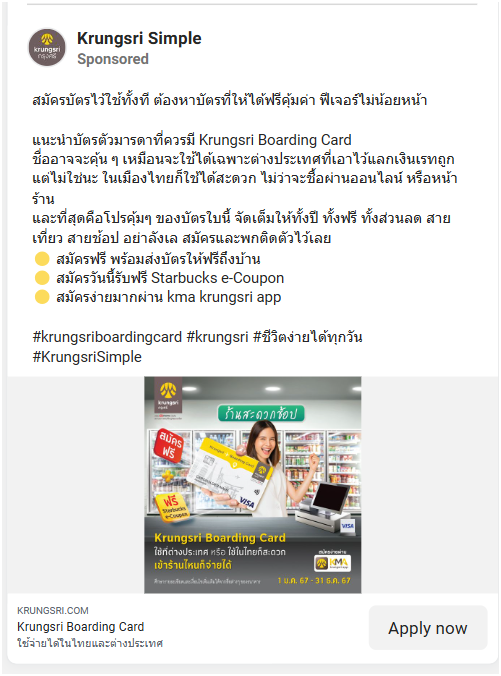 krungsri
กรุงศรี
Krungsri Simple
Sponsored
สมัครบัตรไว้ใช้ทั้งที ต้องหาบัตรที่ให้ได้ฟรีคุ้มค่า ฟีเจอร์ไม่น้อยหน้า
แนะนำบัตรตัวมารดาที่ควรมี Krungsri Boarding Card
ชื่ออาจจะคุ้น ๆ เหมือนจะใช้ได้เฉพาะต่างประเทศที่เอาไว้แลกเงินเรทถูก
แต่ไม่ใช่นะ ในเมืองไทยก็ใช้ได้สะดวก ไม่ว่าจะซื้อผ่านออนไลน์ หรือหน้า
ร้าน
และที่สุดคือโปรคุ้มๆ ของบัตรใบนี้ จัดเต็มให้ทั้งปี ทั้งฟรี ทั้งส่วนลด สาย
เที่ยว สายช้อป อย่าลังเล สมัครและพกติดตัวไว้เลย
สมัครฟรี พร้อมส่งบัตรให้ฟรีถึงบ้าน
สมัครวันนี้รับฟรี Starbucks e-Coupon
สมัครง่ายมากผ่าน kma krungsri app
#krungsriboardingcard #krungsri #ชีวิตง่ายได้ทุกวัน
#KrungsriSimple
krungsri
กรุงศรี
ร้านสะดวกช้อป
สมัคร
ฟรี
ฟรี
Starbucks
e-Coupon
VISA
VISA
Krungsri Boarding Card
ใช้ที่ต่างประเทศ หรือ ใช้ในไทยก็สะดวก
เข้าร้านไหนก็จ่ายได้
สมัครง่ายผ่าน
KMA
1 ม.ค. 67 - 31 ธ.ค. 67
KRUNGSRI.COM
Krungsri Boarding Card
ใช้จ่ายได้ในไทยและต่างประเทศ
Apply now